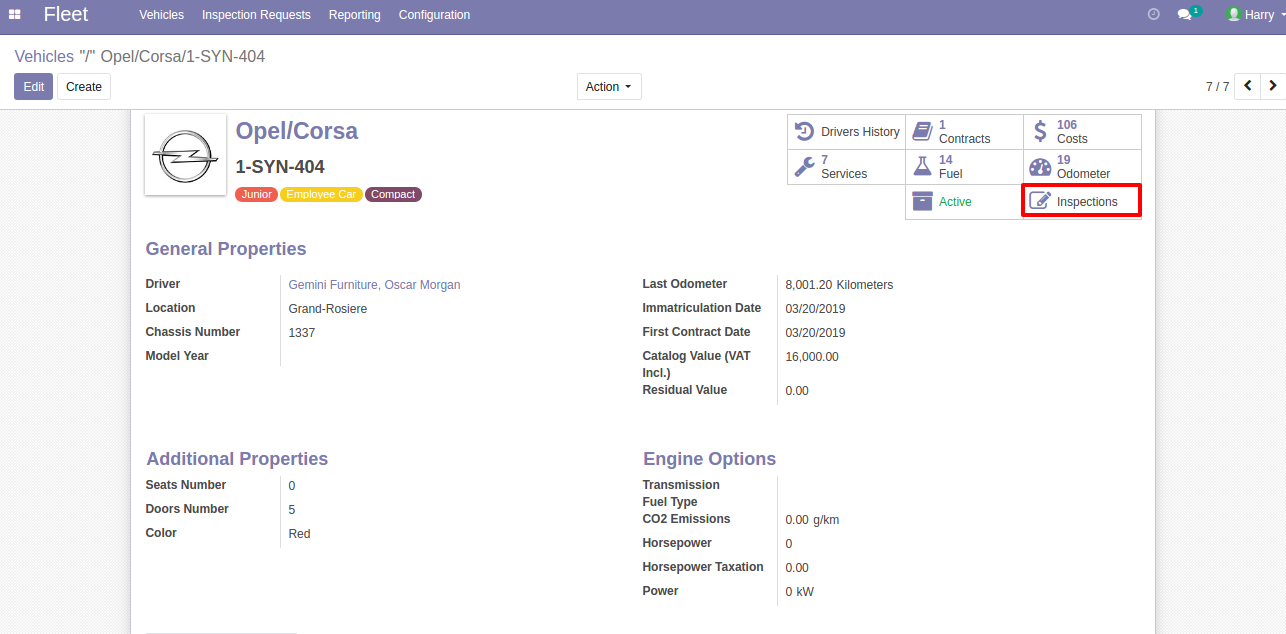 Fleet Vehicles Inspection Requests Reporting Configuration 1 Harry
Vehicles "/" Opel/Corsa/1-SYN-404
Edit Create Action 7 / 7
Opel/Corsa
1-SYN-404
Junior Employee Car Compact
Drivers History
1
Contracts
106
Costs
7
Services
14
Fuel
19
Odometer
Active
Inspections
General Properties
Driver Gemini Furniture, Oscar Morgan
Location Grand-Rosiere
Chassis Number 1337
Model Year
Last Odometer 8,001.20 Kilometers
Immatriculation Date 03/20/2019
First Contract Date 03/20/2019
Catalog Value (VAT 16,000.00
Incl.)
Residual Value 0.00
Additional Properties
Seats Number 0
Doors Number 5
Color Red
Engine Options
Transmission
Fuel Type
CO2 Emissions 0.00 g/km
Horsepower 0
Horsepower Taxation 0.00
Power 0 kW